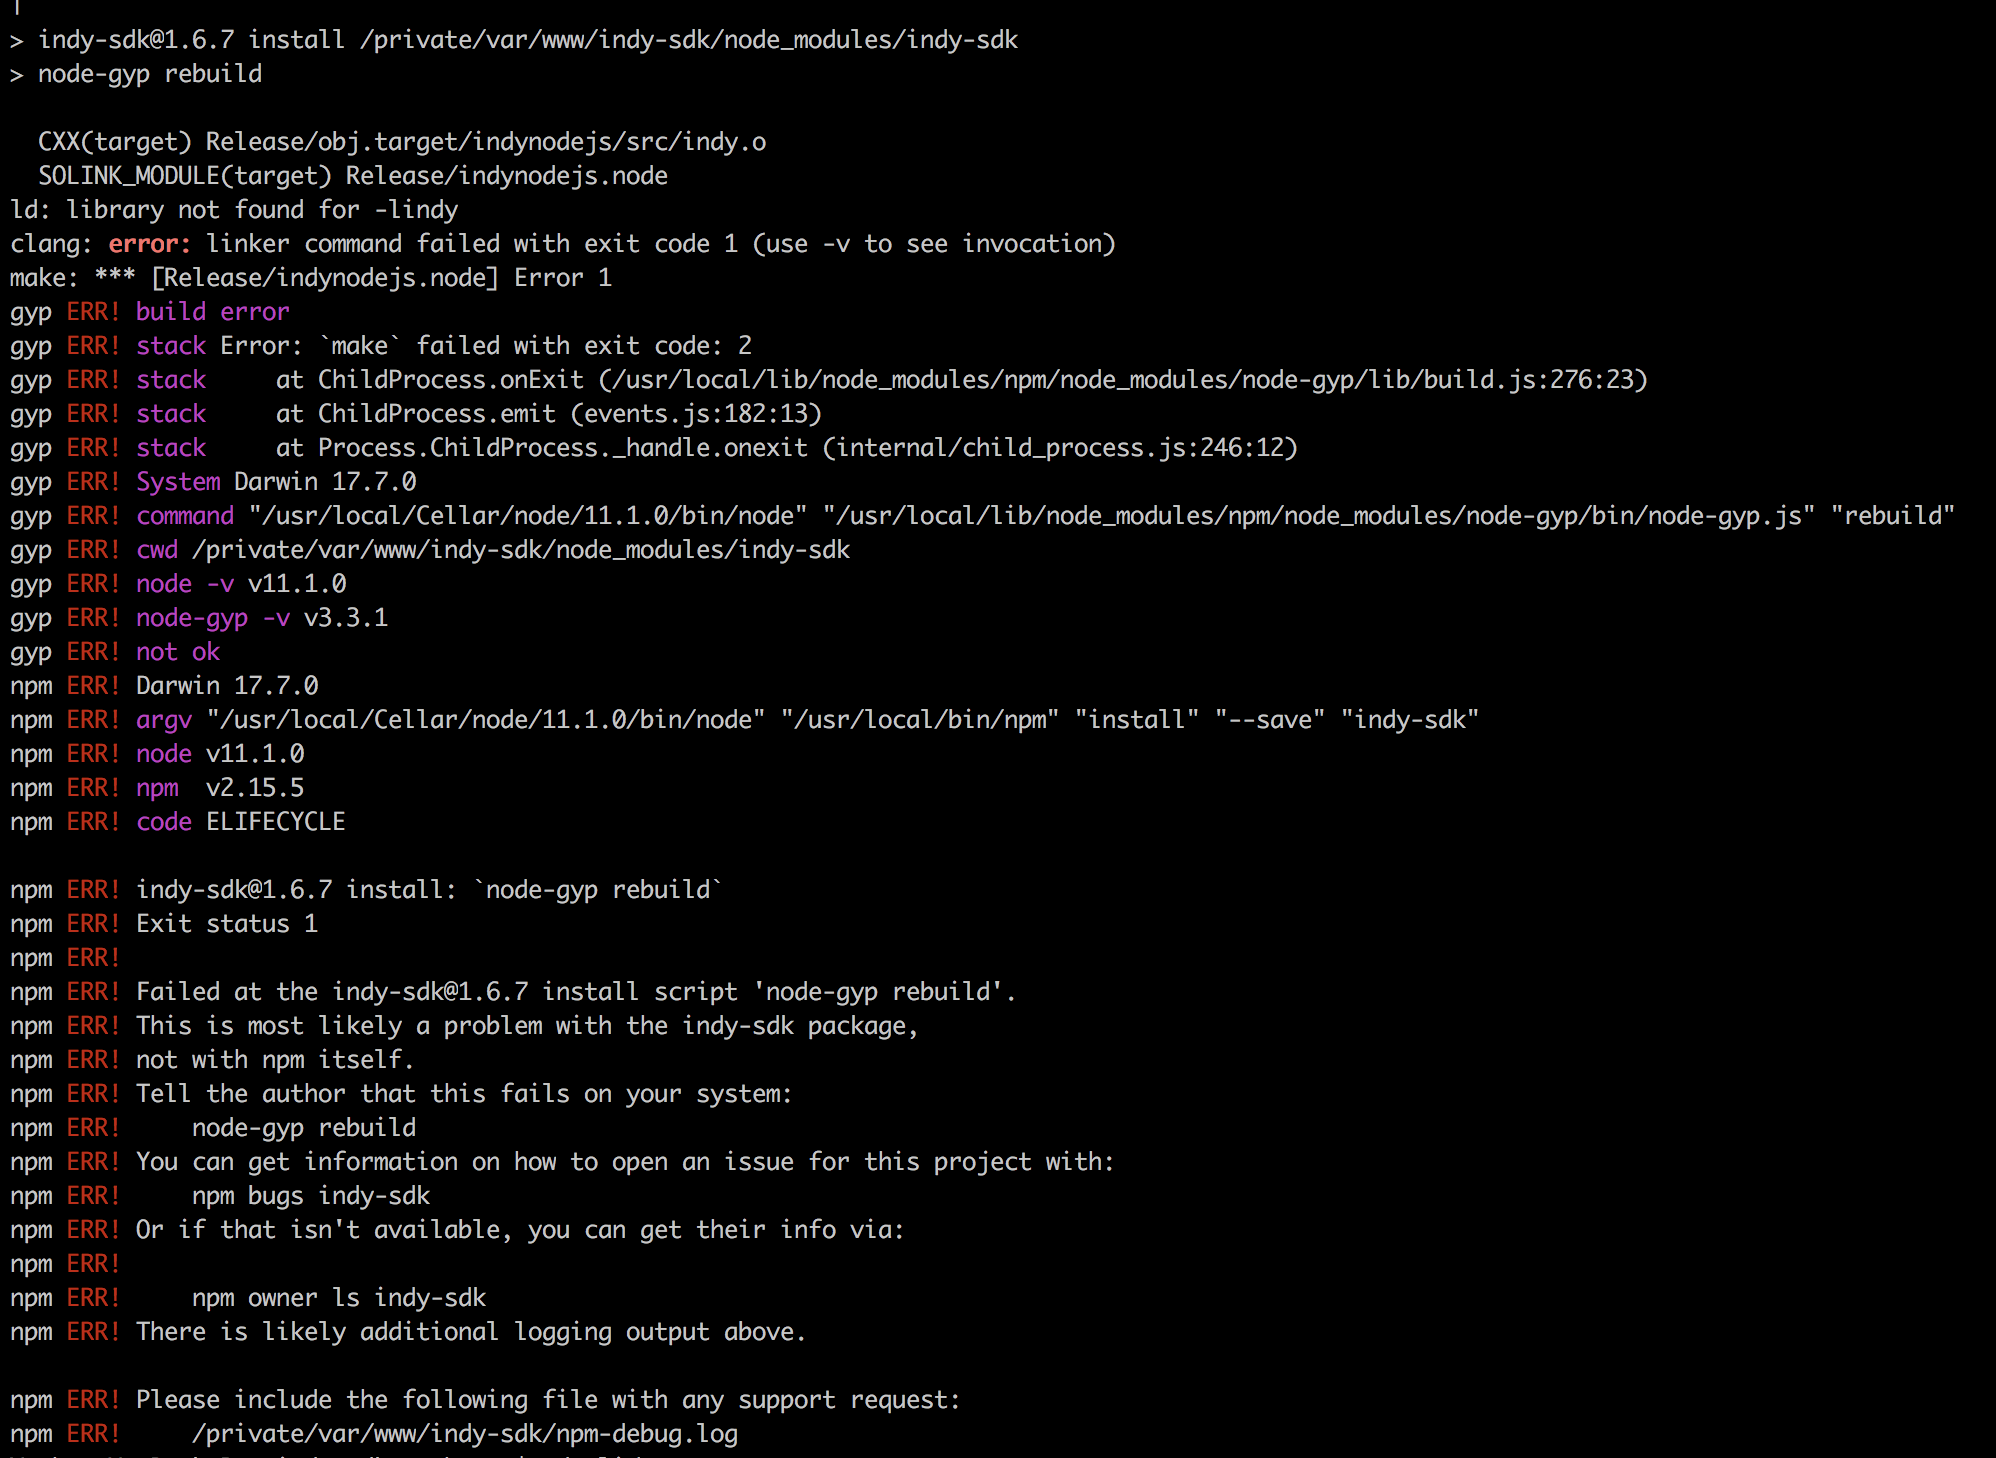 > indy-sdk@1.6.7 install /private/var/www/indy-sdk/node_modules/indy-sdk
> node-gyp rebuild
CXX(target) Release/obj.target/indynodejs/src/indy.o
SOLINK_MODULE(target) Release/indynodejs.node
ld: library not found for -lindy
clang: error: linker command failed with exit code 1 (use -v to see invocation)
make: *** [Release/indynodejs.node] Error 1
gyp ERR! build error
gyp ERR! stack Error: `make` failed with exit code: 2
gyp ERR! stack     at ChildProcess.onExit (/usr/local/lib/node_modules/npm/node_modules/node-gyp/lib/build.js:276:23)
gyp ERR! stack     at ChildProcess.emit (events.js:182:13)
gyp ERR! stack     at Process.ChildProcess._handle.onexit (internal/child_process.js:246:12)
gyp ERR! System Darwin 17.7.0
gyp ERR! command "/usr/local/Cellar/node/11.1.0/bin/node" "/usr/local/lib/node_modules/npm/node_modules/node-gyp/bin/node-gyp.js" "rebuild"
gyp ERR! cwd /private/var/www/indy-sdk/node_modules/indy-sdk
gyp ERR! node -v v11.1.0
gyp ERR! node-gyp -v v3.3.1
gyp ERR! not ok
npm ERR! Darwin 17.7.0
npm ERR! argv "/usr/local/Cellar/node/11.1.0/bin/node" "/usr/local/bin/npm" "install" "--save" "indy-sdk"
npm ERR! node v11.1.0
npm ERR! npm  v2.15.5
npm ERR! code ELIFECYCLE
npm ERR! indy-sdk@1.6.7 install: `node-gyp rebuild`
npm ERR! Exit status 1
npm ERR!
npm ERR! Failed at the indy-sdk@1.6.7 install script 'node-gyp rebuild'.
npm ERR! This is most likely a problem with the indy-sdk package,
npm ERR! not with npm itself.
npm ERR! Tell the author that this fails on your system:
npm ERR!     node-gyp rebuild
npm ERR! You can get information on how to open an issue for this project with:
npm ERR!     npm bugs indy-sdk
npm ERR! Or if that isn't available, you can get their info via:
npm ERR!
npm ERR!     npm owner ls indy-sdk
npm ERR! There is likely additional logging output above.
npm ERR! Please include the following file with any support request:
npm ERR!     /private/var/www/indy-sdk/npm-debug.log